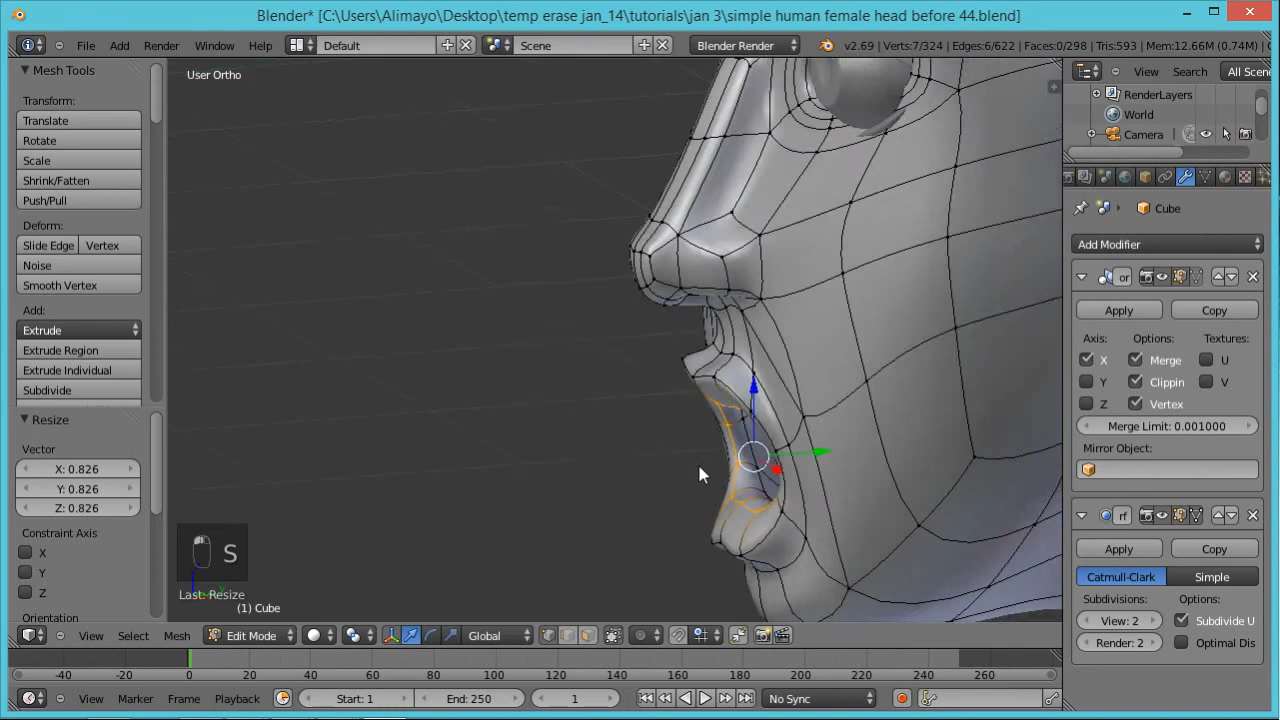 Blender* [C:\Users\Alimayo\Desktop\temp erase jan_14\tutorials\jan 3\simple human female head before 44.blend]
File Add Render Window Help Default Scene Blender Render v2.69 | Verts:7/324 | Edges:6/622 | Faces:0/298 | Tris:593 | Mem:12.66M (0.74M) |
Mesh Tools
User Ortho
View Search All Scene
RenderLayers
World
Camera
Transform:
Translate
Rotate
Scale
Shrink/Fatten
Push/Pull
Deform:
Slide Edge Vertex
Noise
Smooth Vertex
Add:
Extrude
Extrude Region
Extrude Individual
Subdivide
Resize
Vector
X: 0.826
Y: 0.826
Z: 0.826
Constraint Axis
X
Y
Z
Orientation
S
Last: Resize
(1) Cube
Cube
Add Modifier
or
Apply Copy
Axis: Options: Textures:
X Merge U
Y Clippin V
Z Vertex
Merge Limit: 0.001000
Mirror Object:
rf
Apply Copy
Catmull-Clark Simple
Subdivisions: Options:
View: 2 Subdivide U
Render: 2 Optimal Dis
View Select Mesh Edit Mode Global
-40 -20 0 20 40 60 80 100 120 140 160 180 200 220 240 260
View Marker Frame Playback Start: 1 End: 250 1 No Sync